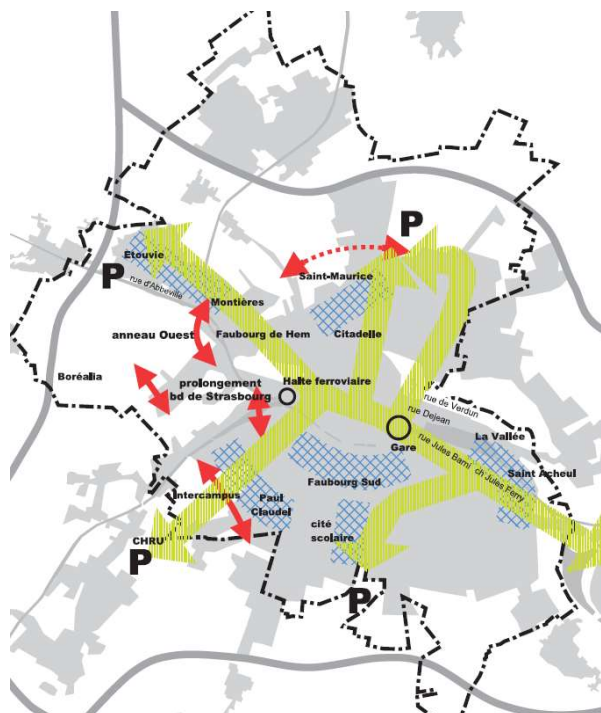 P
Etouvie
P
rue d'Abbeville
Saint-Maurice
Montières
anneau Ouest
Faubourg de Hem
Citadelle
Boréalia
prolongement
bd de Strasbourg
Halte ferroviaire
rue de Verdun
rue Dejean
Gare
rue Jules Barni
ch Jules Ferry
La Vallée
Saint Acheul
Faubourg Sud
Intercampus
Paul
Claudel
cité
scolaire
CHRU
P
P